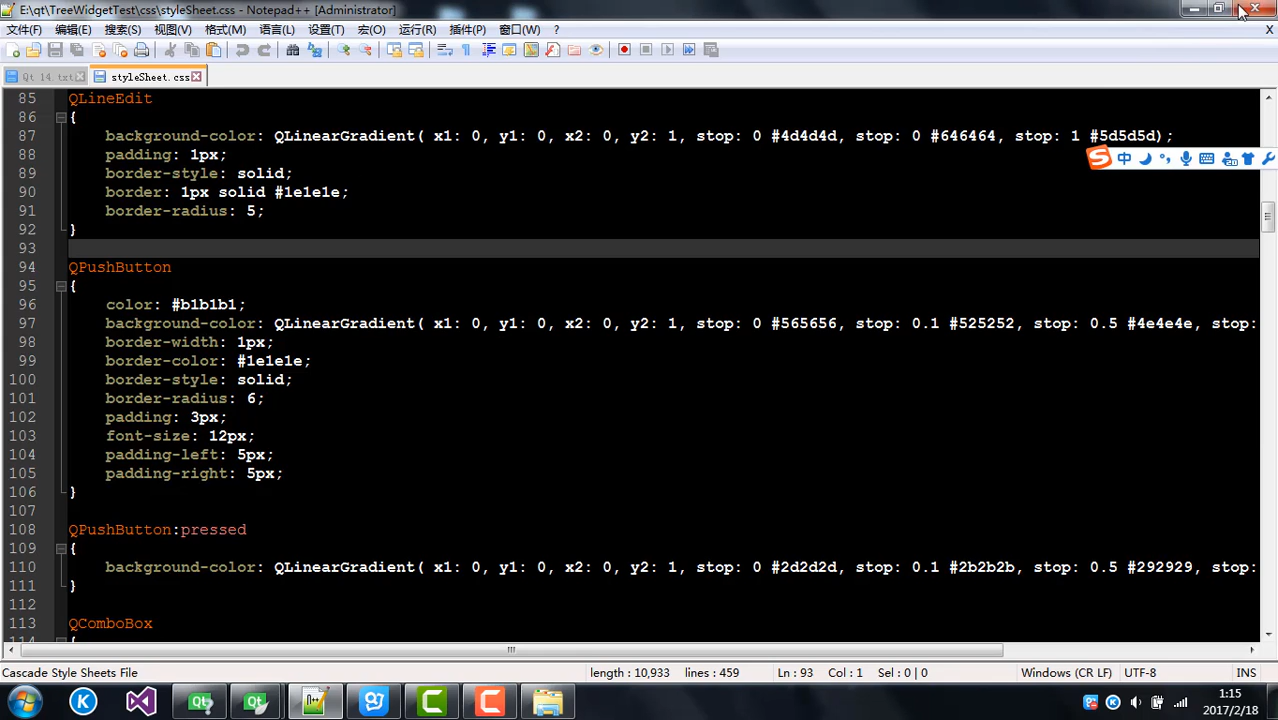 E:\qt\TreeWidgetTest\css\styleSheet.css - Notepad++ [Administrator]
文件(F) 编辑(E) 搜索(S) 视图(V) 格式(M) 语言(L) 设置(T) 宏(O) 运行(R) 插件(P) 窗口(W) ? X
Qt 14.txt styleSheet.css
85 QLineEdit
86 {
87 background-color: QLinearGradient( x1: 0, y1: 0, x2: 0, y2: 1, stop: 0 #4d4d4d, stop: 0 #646464, stop: 1 #5d5d5d);
88 padding: 1px;
89 border-style: solid;
90 border: 1px solid #1e1e1e;
91 border-radius: 5;
92 }
93
94 QPushButton
95 {
96 color: #b1b1b1;
97 background-color: QLinearGradient( x1: 0, y1: 0, x2: 0, y2: 1, stop: 0 #565656, stop: 0.1 #525252, stop: 0.5 #4e4e4e, stop:
98 border-width: 1px;
99 border-color: #1e1e1e;
100 border-style: solid;
101 border-radius: 6;
102 padding: 3px;
103 font-size: 12px;
104 padding-left: 5px;
105 padding-right: 5px;
106 }
107
108 QPushButton:pressed
109 {
110 background-color: QLinearGradient( x1: 0, y1: 0, x2: 0, y2: 1, stop: 0 #2d2d2d, stop: 0.1 #2b2b2b, stop: 0.5 #292929, stop:
111 }
112
113 QComboBox
114 {
中
Cascade Style Sheets File length : 10,933 lines : 459 Ln : 93 Col : 1 Sel : 0 | 0 Windows (CR LF) UTF-8 INS
1:15
2017/2/18